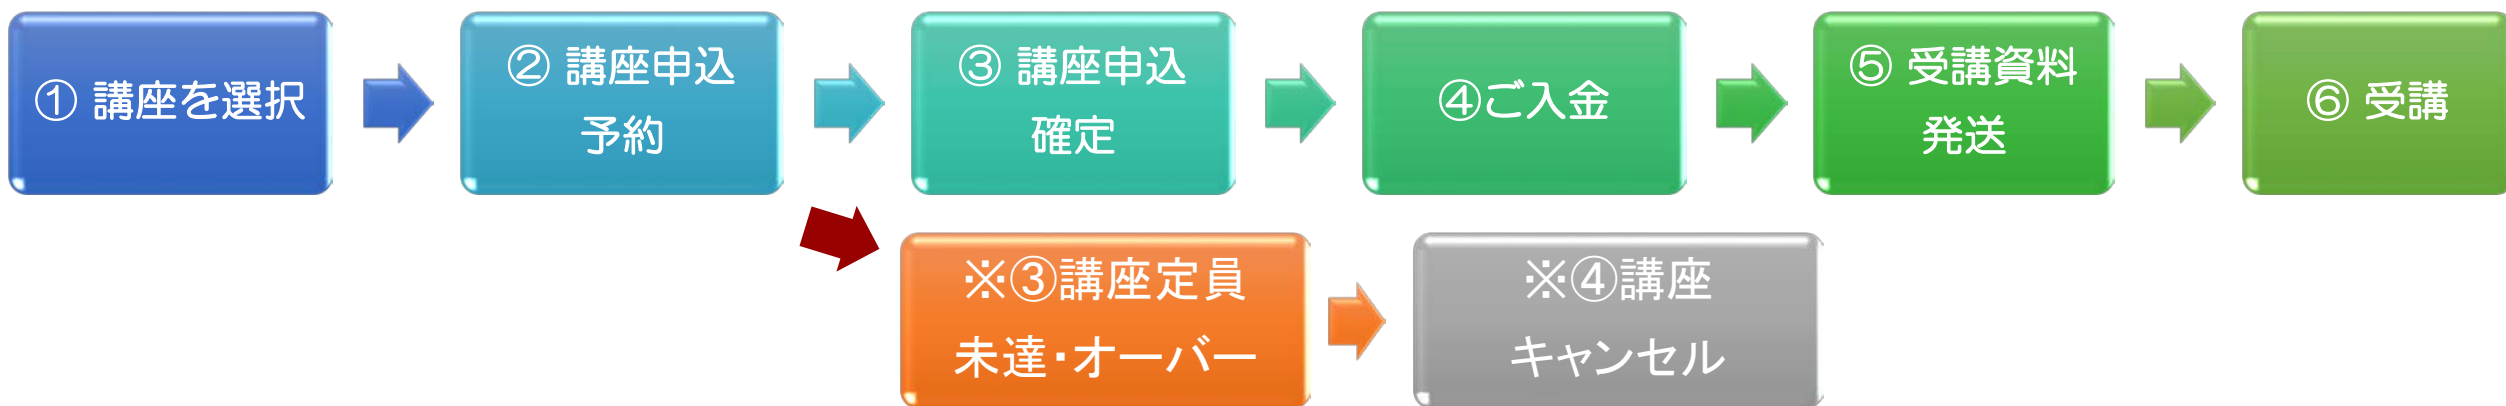 ① 講座を選択
② 講座申込
予約
③ 講座申込
確定
④ご入金
⑤ 受講資料
発送
⑥ 受講
※③講座定員
未達・オーバー
※④講座
キャンセル